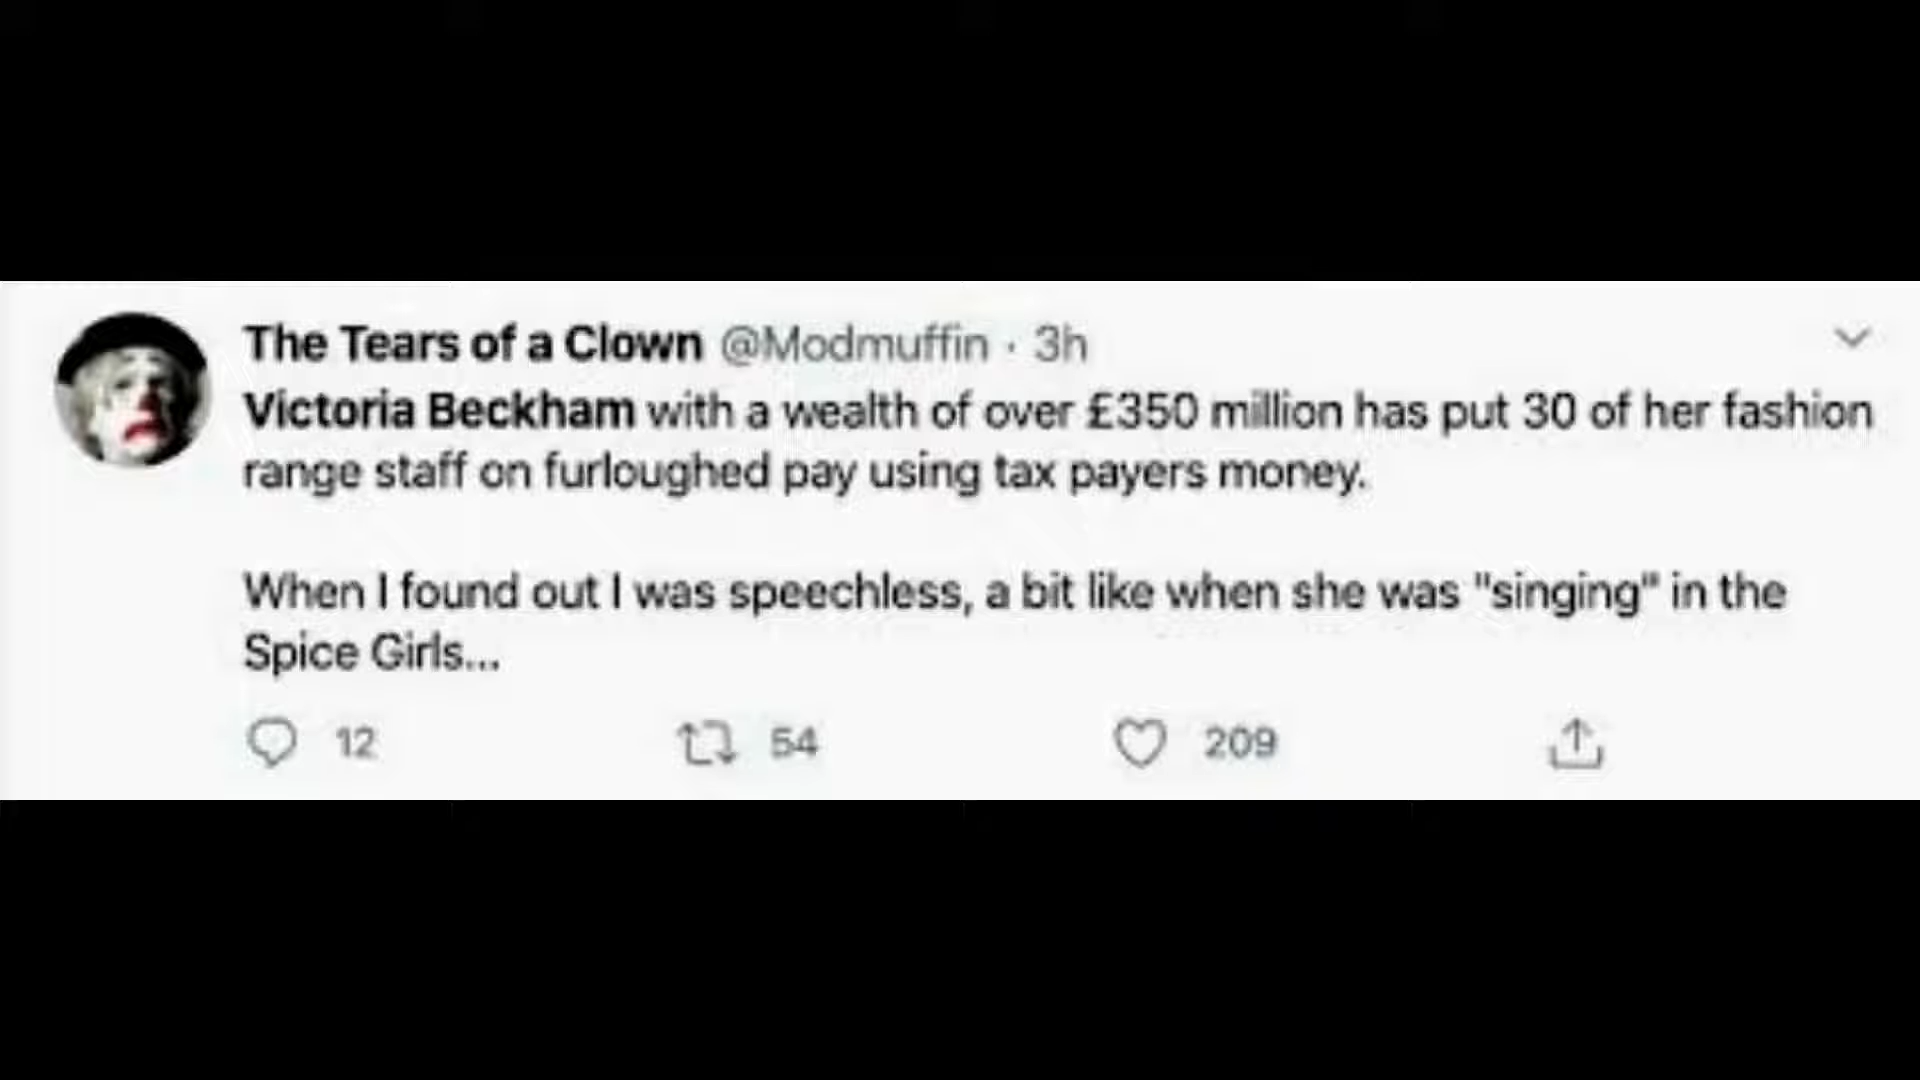 The Tears of a Clown @Modmuffin · 3h
Victoria Beckham with a wealth of over £350 million has put 30 of her fashion
range staff on furloughed pay using tax payers money.
When I found out I was speechless, a bit like when she was "singing" in the
Spice Girls...
12 54 209